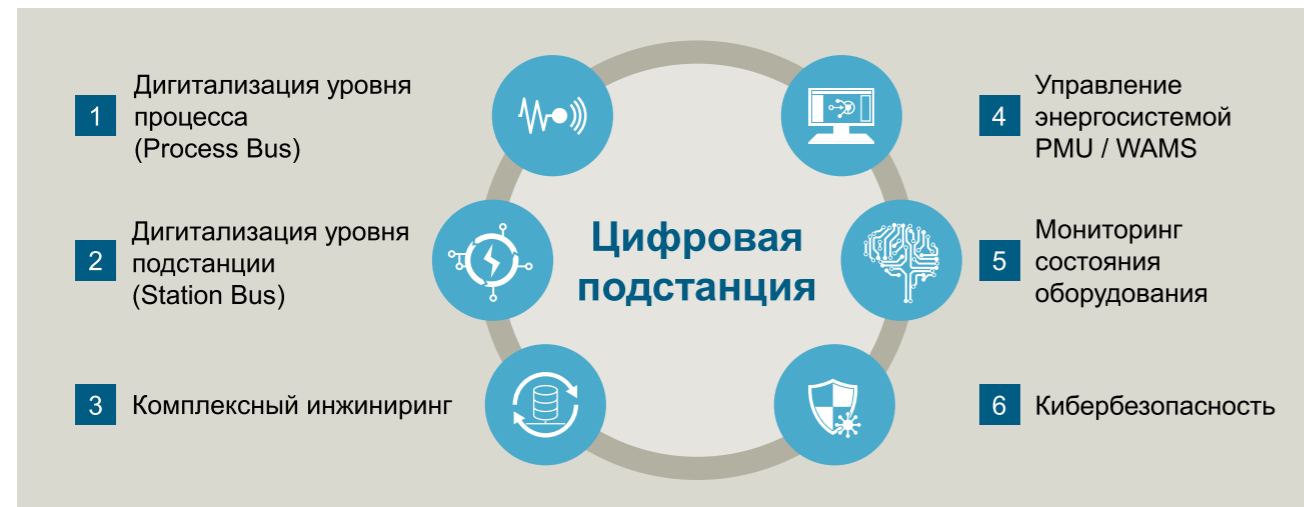 1
Дигитализация уровня
процесса
(Process Bus)
2
Дигитализация уровня
подстанции
(Station Bus)
3
Комплексный инжиниринг
Цифровая
подстанция
4
Управление
энергосистемой
PMU / WAMS
5
Мониторинг
состояния
оборудования
6
Кибербезопасность